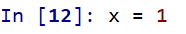 In [12]: x = 1